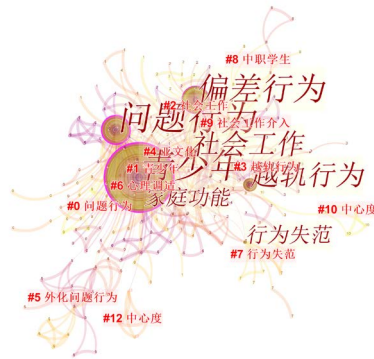 #8 中职学生
偏差行为
#2 社会工作
问题行为
#9 社会工作介入
社会工作
#4 亚文化
青少年
#1 青少年
#3 越轨行为
越轨行为
#6 心理调适
家庭功能
#0 问题行为
#10 中心度
行为失范
#7 行为失范
#5 外化问题行为
#12 中心度